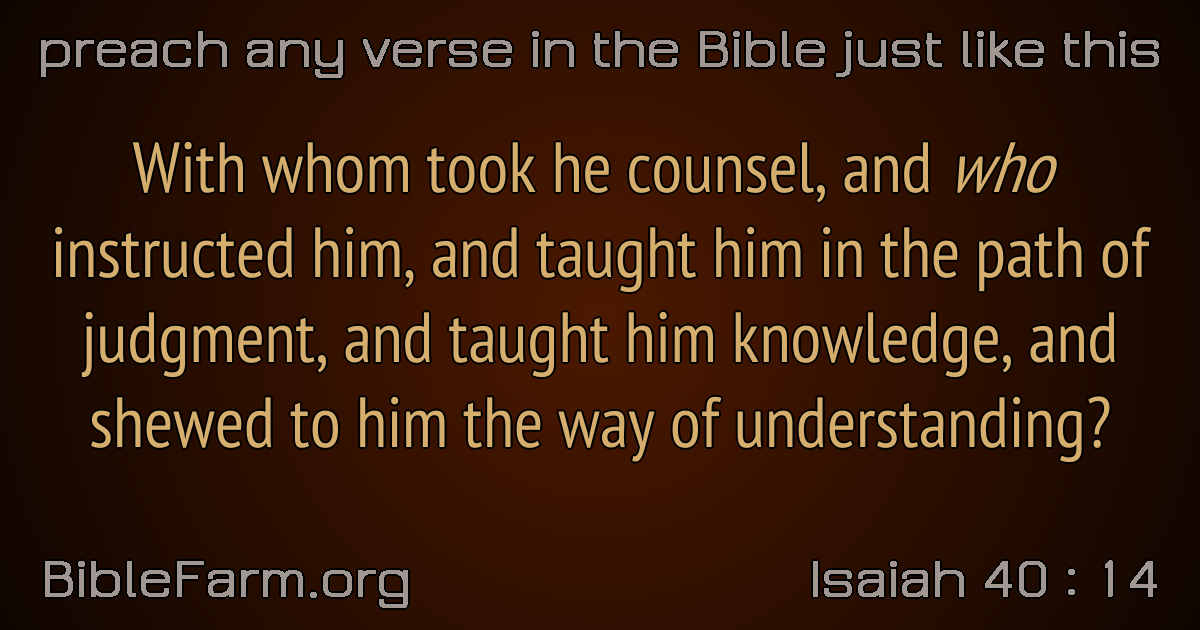 preach any verse in the Bible just like this
With whom took he counsel, and who
instructed him, and taught him in the path of
judgment, and taught him knowledge, and
shewed to him the way of understanding?
BibleFarm.org
Isaiah 40 : 14